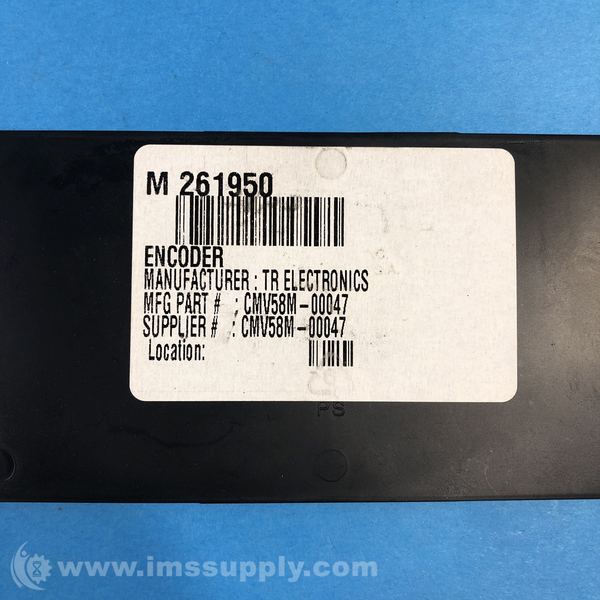 M 261950
ENCODER
MANUFACTURER : TR ELECTRONICS
MFG PART # : CMV58M-00047
SUPPLIER # : CMV58M-00047
Location:
PS
www.imssupply.com